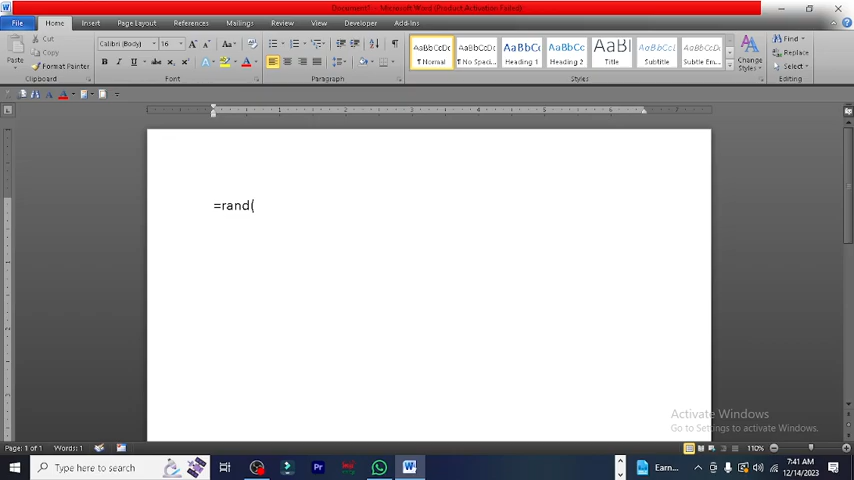 Document1 - Microsoft Word (Product Activation Failed)
File Home Insert Page Layout References Mailings Review View Developer Add-Ins
Paste
Cut
Copy
Format Painter
Clipboard
Calibri (Body) 16
Font
Paragraph
AaBbCcDc AaBbCcDc AaBbCc AaBbCc AaBI AaBbCc AaBbCcDc
¶ Normal ¶ No Spaci... Heading 1 Heading 2 Title Subtitle Subtle Em...
Styles
Change
Styles
Find
Replace
Select
Editing
=rand(
Activate Windows
Go to Settings to activate Windows.
Page: 1 of 1 Words: 1 110%
Type here to search
Pr
Earn...
7:41 AM
12/14/2023